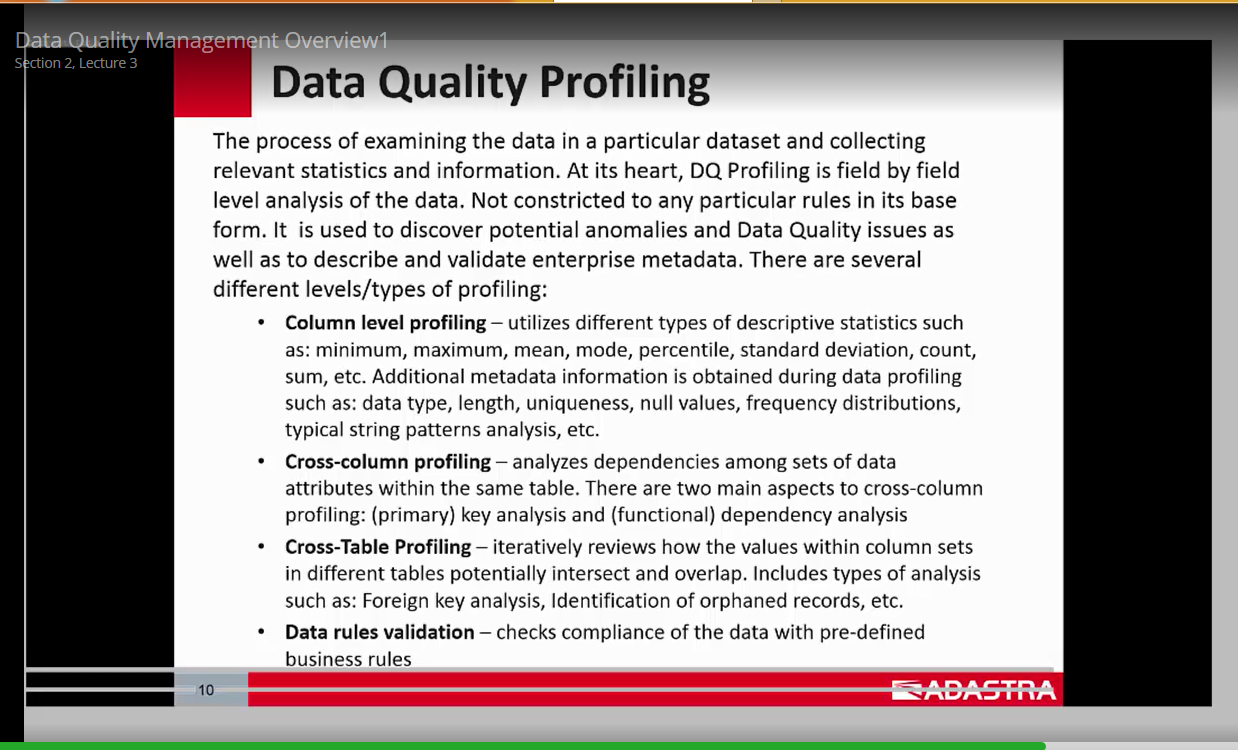 Data Quality Management Overview1
Section 2, Lecture 3
Data Quality Profiling
The process of examining the data in a particular dataset and collecting
relevant statistics and information. At its heart, DQ Profiling is field by field
level analysis of the data. Not constricted to any particular rules in its base
form. It  is used to discover potential anomalies and Data Quality issues as
well as to describe and validate enterprise metadata. There are several
different levels/types of profiling:
• Column level profiling – utilizes different types of descriptive statistics such
as: minimum, maximum, mean, mode, percentile, standard deviation, count,
sum, etc. Additional metadata information is obtained during data profiling
such as: data type, length, uniqueness, null values, frequency distributions,
typical string patterns analysis, etc.
• Cross-column profiling – analyzes dependencies among sets of data
attributes within the same table. There are two main aspects to cross-column
profiling: (primary) key analysis and (functional) dependency analysis
• Cross-Table Profiling – iteratively reviews how the values within column sets
in different tables potentially intersect and overlap. Includes types of analysis
such as: Foreign key analysis, Identification of orphaned records, etc.
• Data rules validation – checks compliance of the data with pre-defined
business rules
10
ADASTRA